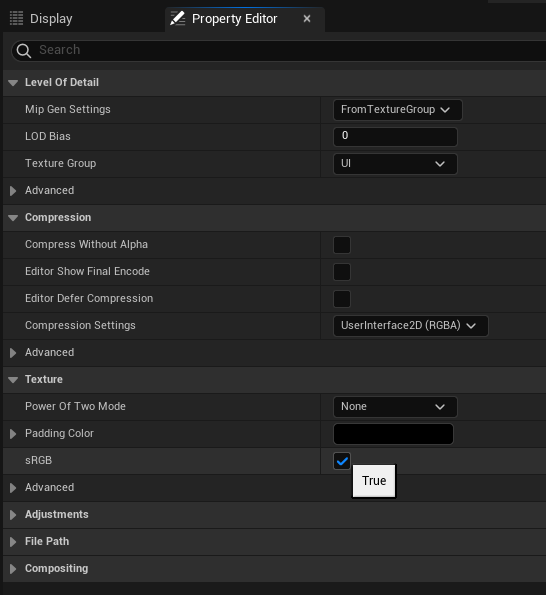 Display
Property Editor
Search
Level Of Detail
Mip Gen Settings FromTextureGroup
LOD Bias 0
Texture Group UI
Advanced
Compression
Compress Without Alpha
Editor Show Final Encode
Editor Defer Compression
Compression Settings UserInterface2D (RGBA)
Advanced
Texture
Power Of Two Mode None
Padding Color
sRGB
True
Advanced
Adjustments
File Path
Compositing